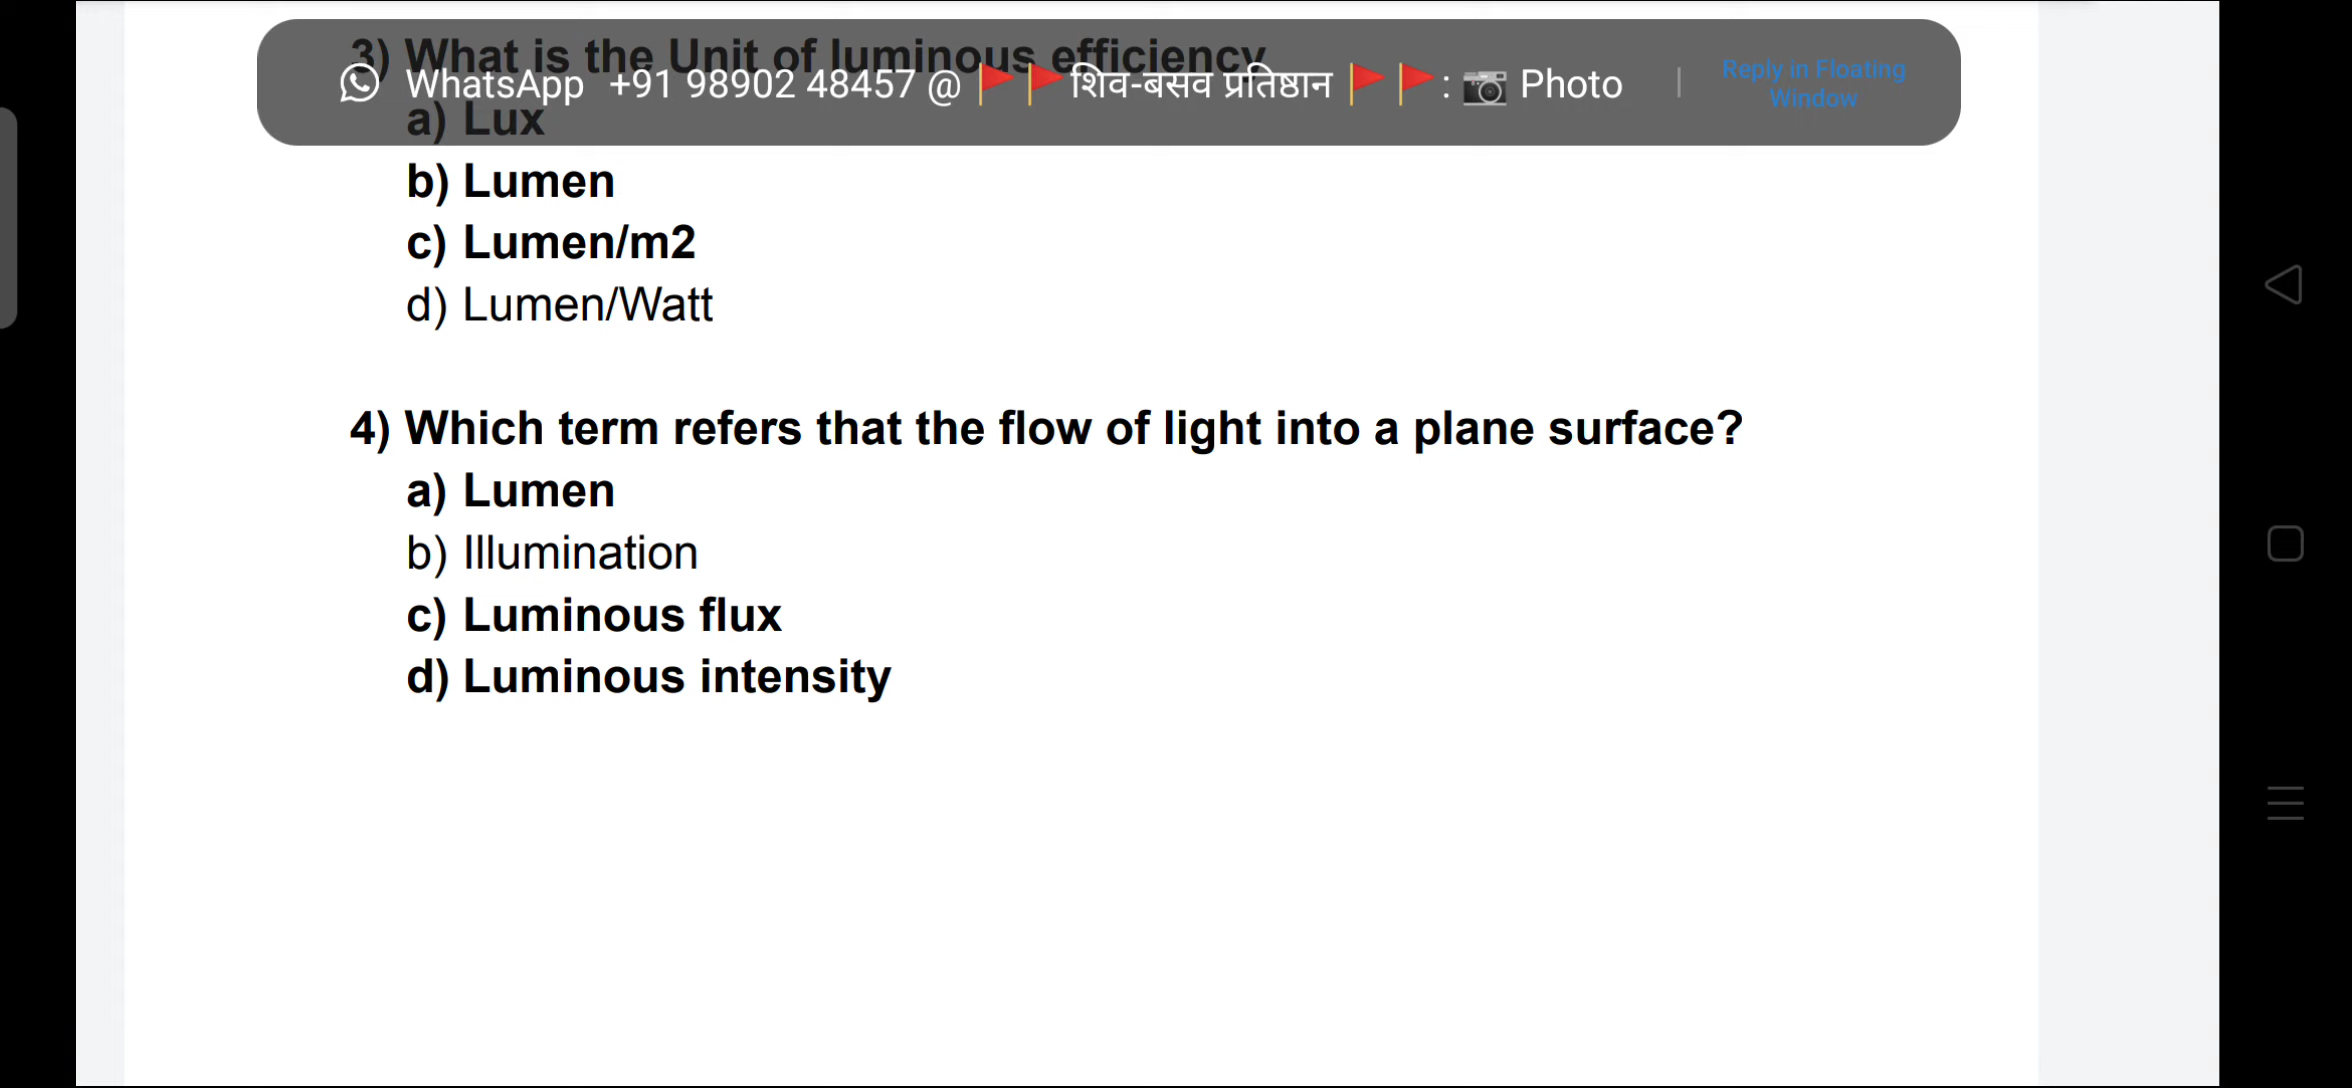 3) What is the Unit of luminous efficiency
WhatsApp +91 98902 48457 @ 🚩🚩शिव-बसव प्रतिष्ठान🚩🚩: 📷 Photo | Reply in Floating Window
a) Lux
b) Lumen
c) Lumen/m2
d) Lumen/Watt
4) Which term refers that the flow of light into a plane surface?
a) Lumen
b) Illumination
c) Luminous flux
d) Luminous intensity